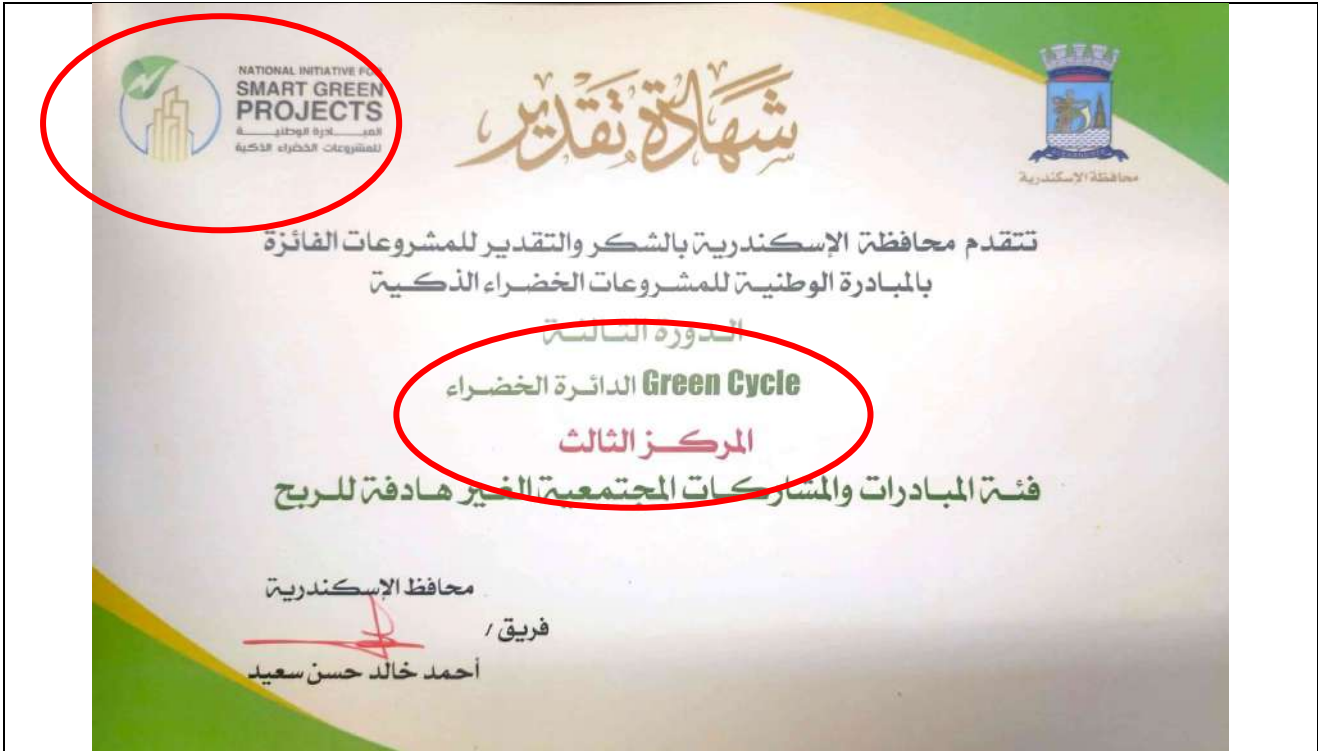 NATIONAL INITIATIVE FOR
SMART GREEN
PROJECTS
المبادرة الوطنية
للمشروعات الخضراء الذكية
شهادة تقدير
محافظة الإسكندرية
تتقدم محافظة الإسكندرية بالشكر والتقدير للمشروعات الفائزة
بالمبادرة الوطنية للمشروعات الخضراء الذكية
الدورة الثالثة
Green Cycle الدائرة الخضراء
المركز الثالث
فئة المبادرات والمشاركات المجتمعية الغير هادفة للربح
محافظ الإسكندرية
فريق /
أحمد خالد حسن سعيد